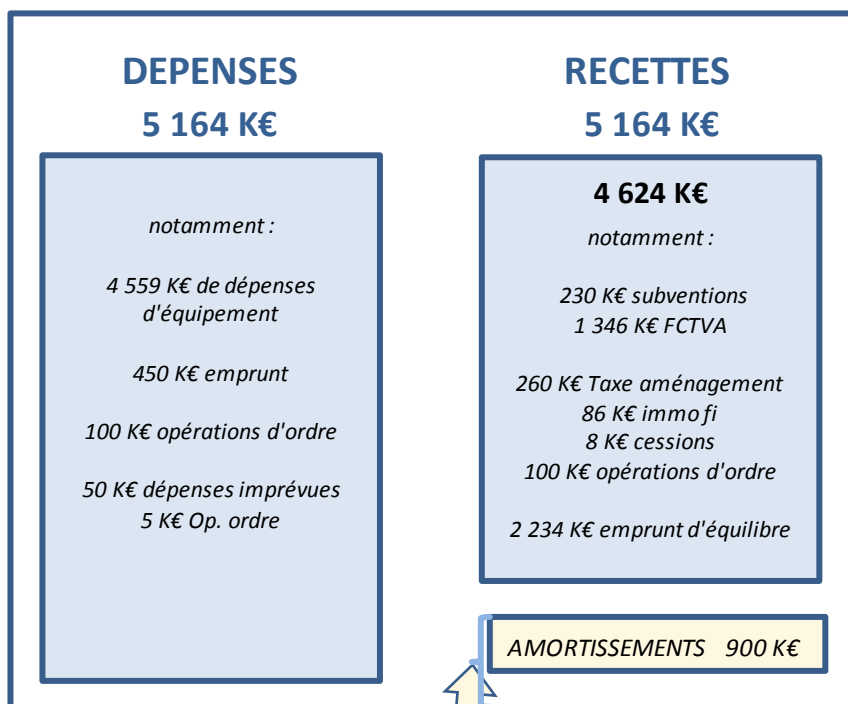 DEPENSES
5 164 K€
notamment :
4 559 K€ de dépenses
d'équipement
450 K€ emprunt
100 K€ opérations d'ordre
50 K€ dépenses imprévues
5 K€ Op. ordre
RECETTES
5 164 K€
4 624 K€
notamment :
230 K€ subventions
1 346 K€ FCTVA
260 K€ Taxe aménagement
86 K€ immo fi
8 K€ cessions
100 K€ opérations d'ordre
2 234 K€ emprunt d'équilibre
AMORTISSEMENTS 900 K€